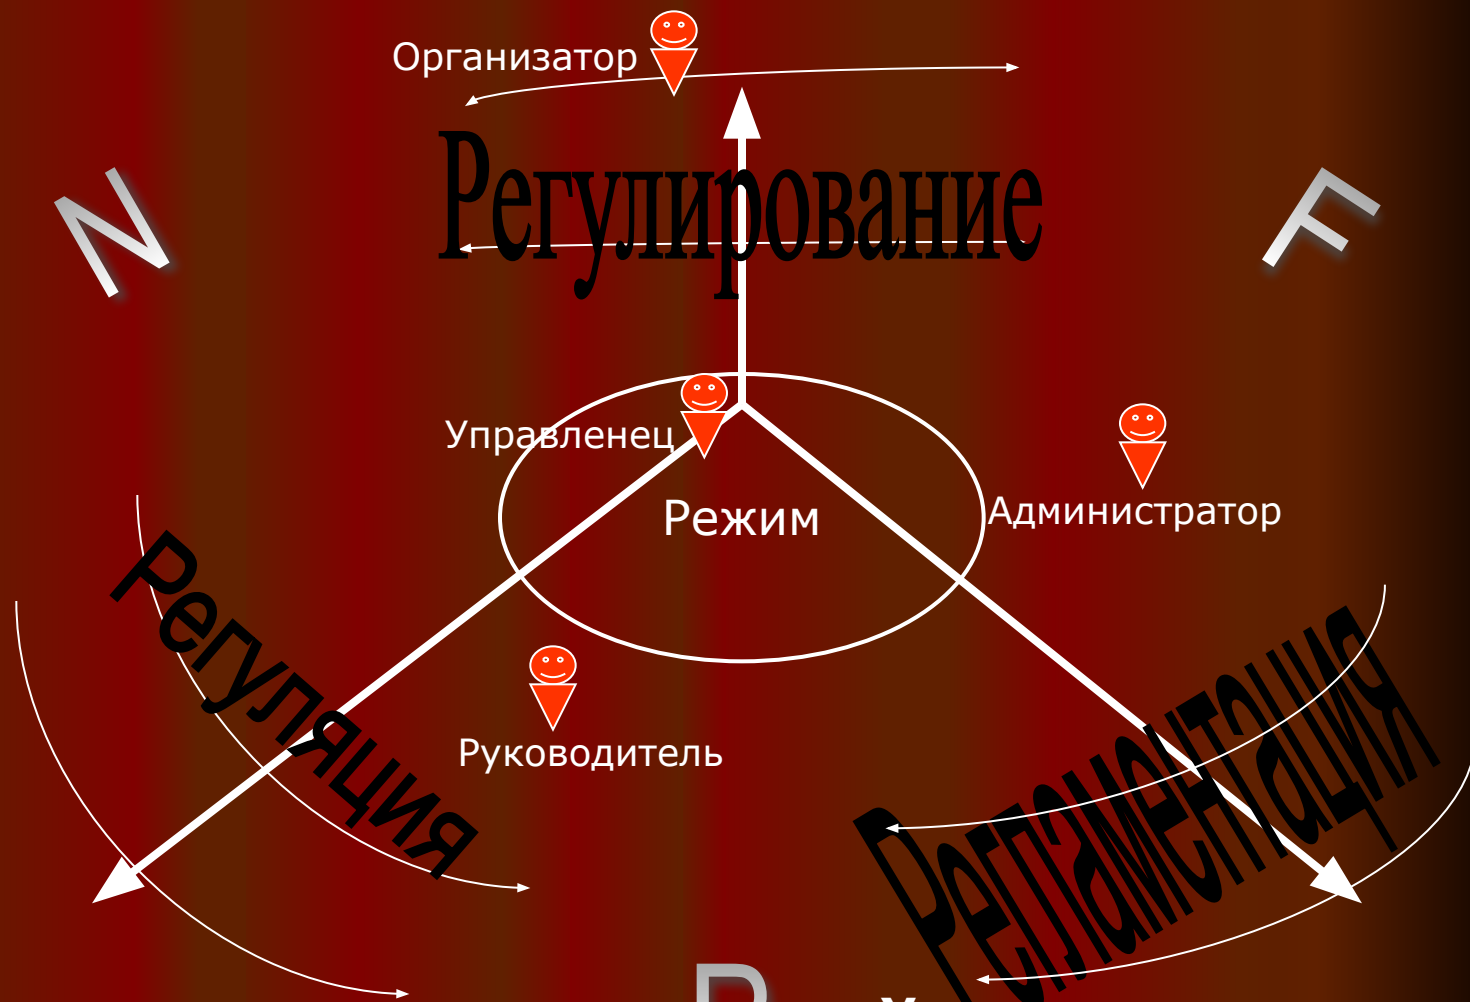 Организатор
Регулирование
N
F
Управленец
Режим
Администратор
Регуляция
Руководитель
Регламентация